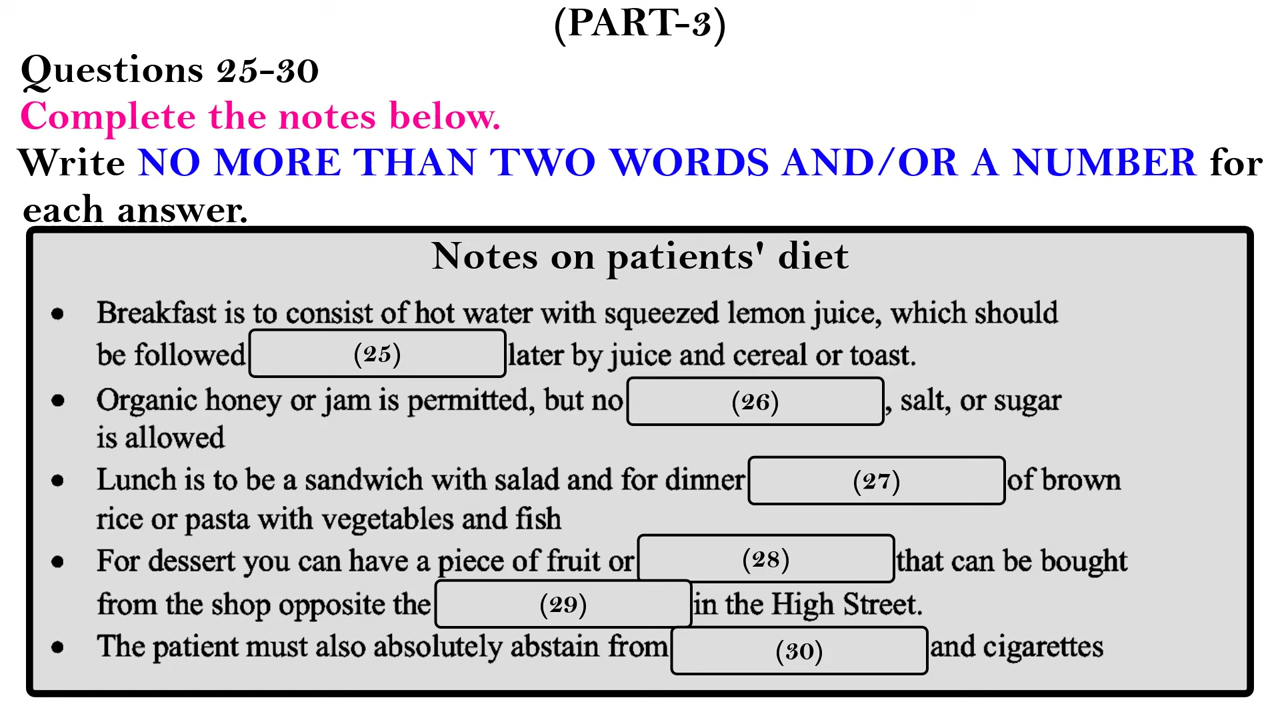 (PART-3)
Questions 25-30
Complete the notes below.
Write NO MORE THAN TWO WORDS AND/OR A NUMBER for
each answer.
Notes on patients' diet
• Breakfast is to consist of hot water with squeezed lemon juice, which should
be followed (25) later by juice and cereal or toast.
• Organic honey or jam is permitted, but no (26) , salt, or sugar
is allowed
• Lunch is to be a sandwich with salad and for dinner (27) of brown
rice or pasta with vegetables and fish
• For dessert you can have a piece of fruit or (28) that can be bought
from the shop opposite the (29) in the High Street.
• The patient must also absolutely abstain from (30) and cigarettes